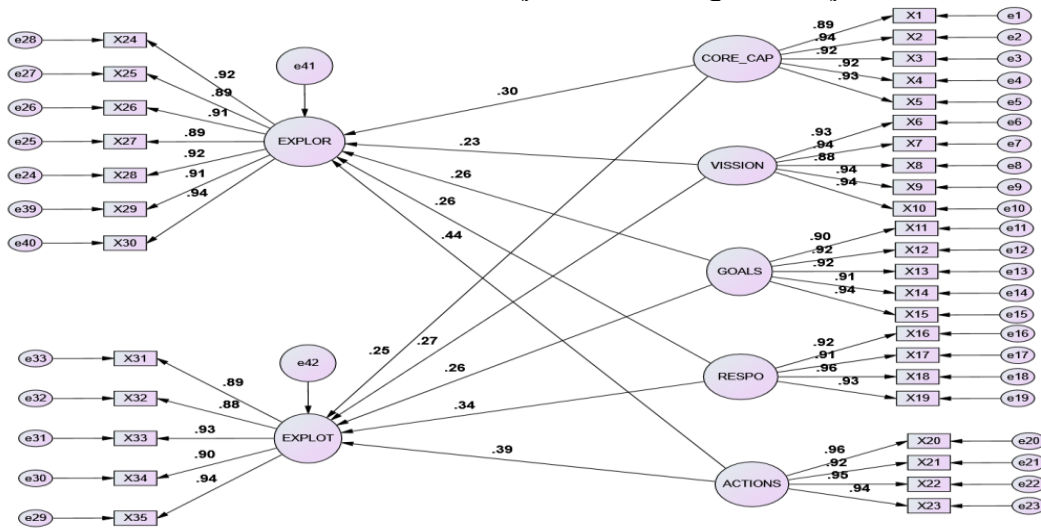 e28 X24
e27 X25
e26 X26
e25 X27
e24 X28
e39 X29
e40 X30
.92
.89
.91
.89
.92
.91
.94
e41
EXPLOR
.30
.23
.26
.26
.44
CORE_CAP
.89
.94
.92
.92
.93
X1 e1
X2 e2
X3 e3
X4 e4
X5 e5
VISSION
.93
.94
.88
.94
.94
X6 e6
X7 e7
X8 e8
X9 e9
X10 e10
GOALS
.90
.92
.92
.91
.94
X11 e11
X12 e12
X13 e13
X14 e14
X15 e15
RESPO
.92
.91
.96
.93
X16 e16
X17 e17
X18 e18
X19 e19
ACTIONS
.96
.92
.95
.94
X20 e20
X21 e21
X22 e22
X23 e23
e33 X31
e32 X32
e31 X33
e30 X34
e29 X35
.89
.88
.93
.90
.94
e42
EXPLOT
.25
.27
.26
.34
.39